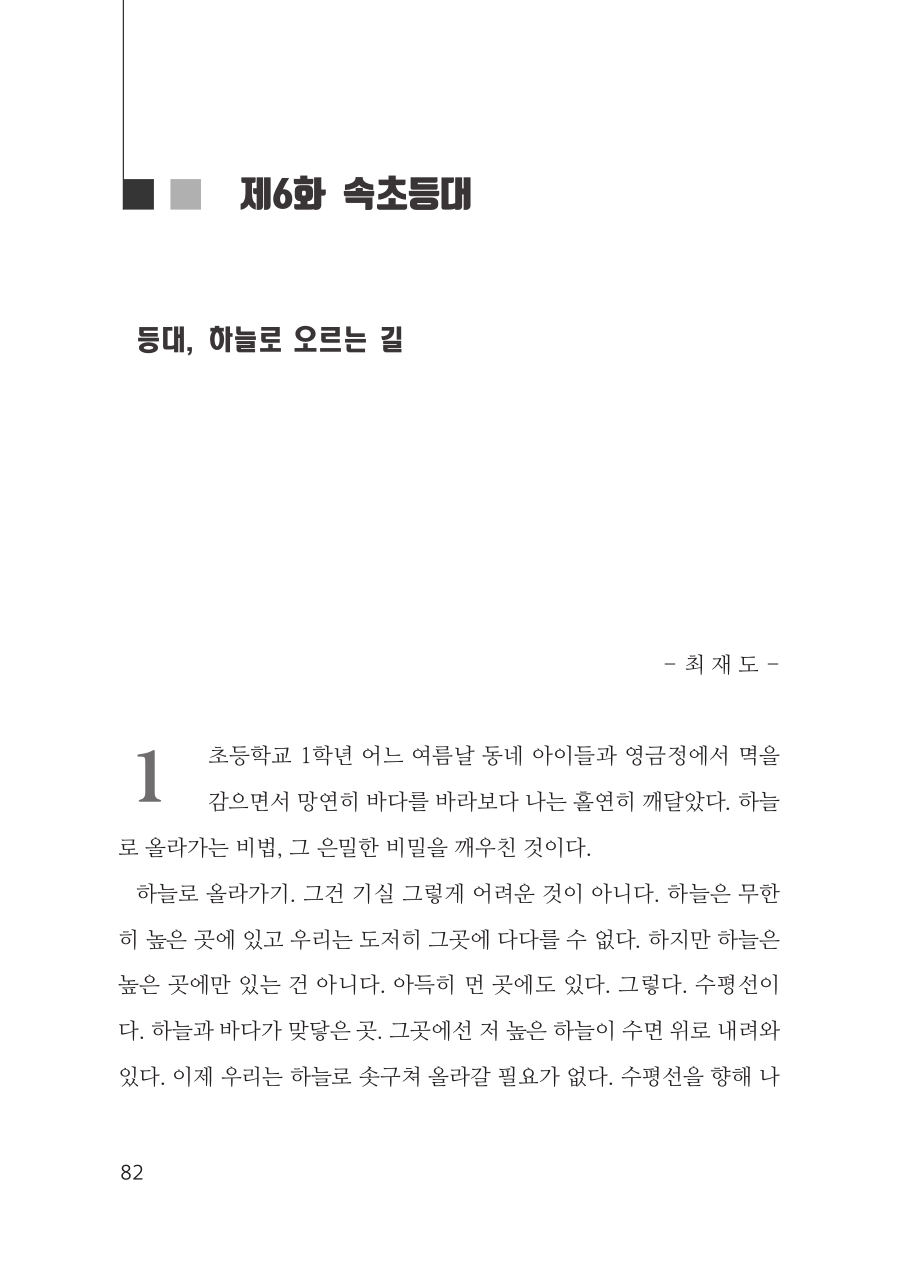 제6화 속초등대
등대, 하늘로 오르는 길
- 최 재 도 -
1
초등학교 1학년 어느 여름날 동네 아이들과 영금정에서 멱을
감으면서 망연히 바다를 바라보다 나는 홀연히 깨달았다. 하늘
로 올라가는 비법, 그 은밀한 비밀을 깨우친 것이다.
하늘로 올라가기. 그건 기실 그렇게 어려운 것이 아니다. 하늘은 무한
히 높은 곳에 있고 우리는 도저히 그곳에 다다를 수 없다. 하지만 하늘은
높은 곳에만 있는 건 아니다. 아득히 먼 곳에도 있다. 그렇다. 수평선이
다. 하늘과 바다가 맞닿은 곳. 그곳에선 저 높은 하늘이 수면 위로 내려와
있다. 이제 우리는 하늘로 솟구쳐 올라갈 필요가 없다. 수평선을 향해 나
82